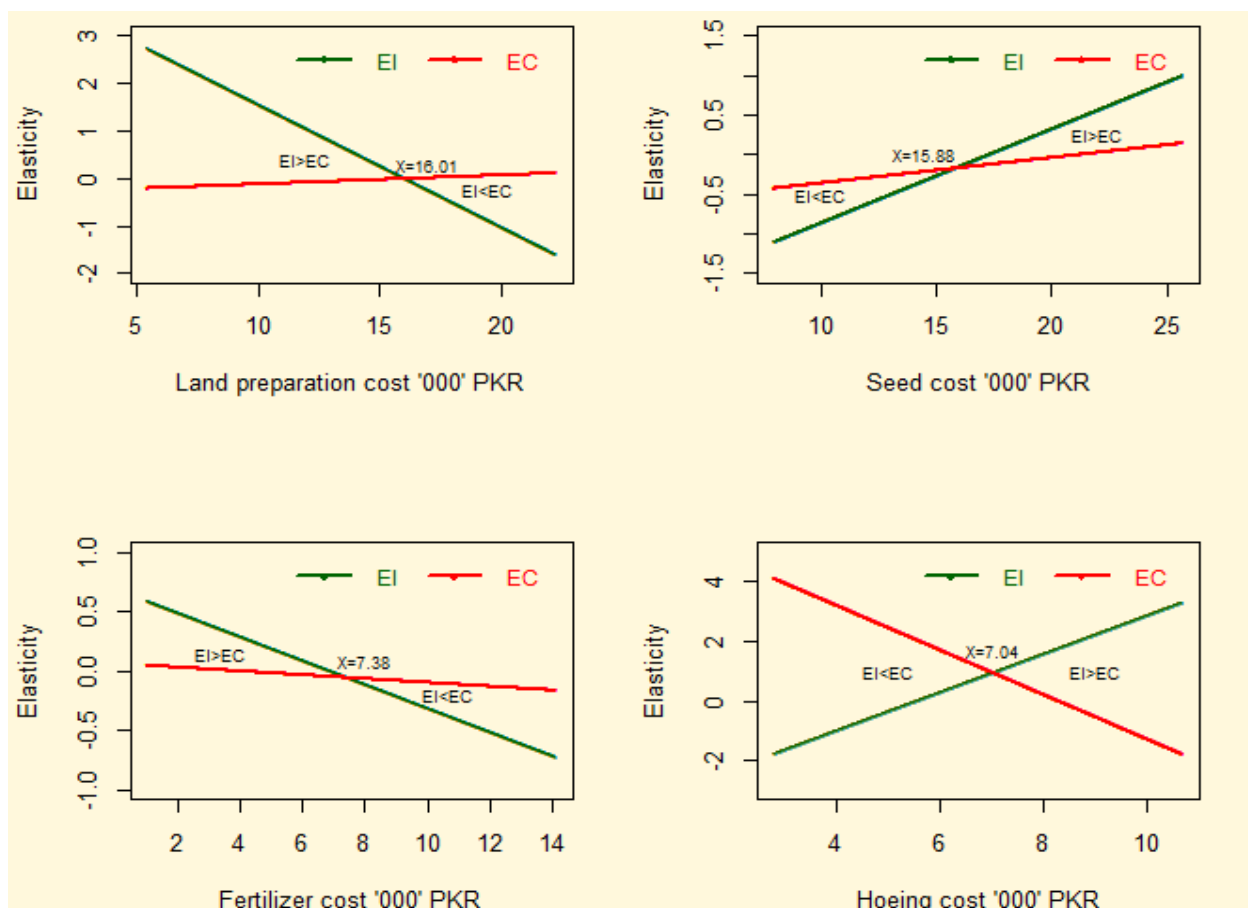 EI EC
Elasticity
3
2
1
0
-1
-2
EI>EC
X=16.01
EI<EC
5 10 15 20
Land preparation cost '000' PKR
EI EC
Elasticity
1.5
0.5
-0.5
-1.5
EI>EC
X=15.88
EI<EC
10 15 20 25
Seed cost '000' PKR
EI EC
Elasticity
1.0
0.5
0.0
-0.5
-1.0
EI>EC
X=7.38
EI<EC
2 4 6 8 10 12 14
Fertilizer cost '000' PKR
EI EC
Elasticity
4
2
0
-2
X=7.04
EI<EC EI>EC
4 6 8 10
Hoeing cost '000' PKR